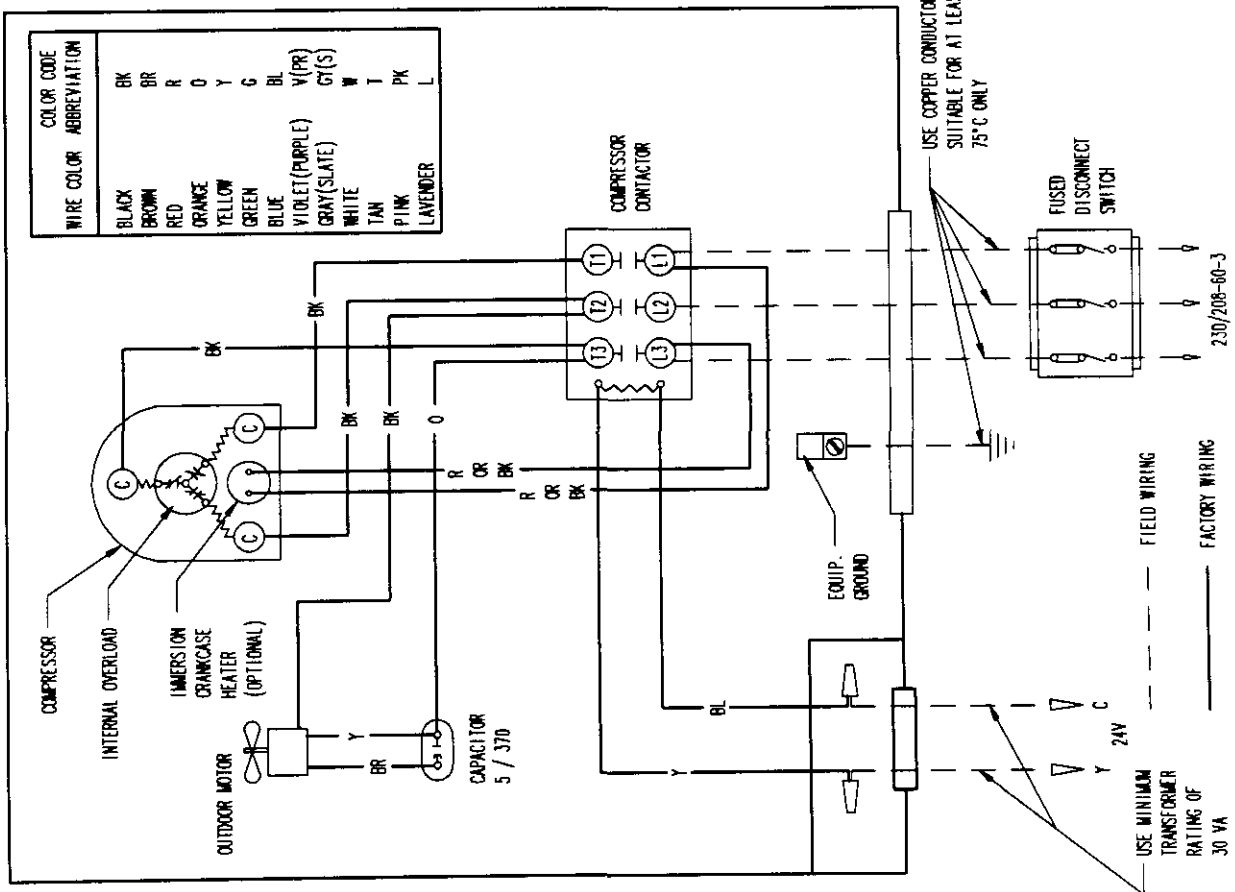 COLOR CODE
WIRE COLOR ABBREVIATION
BLACK BK
BROWN BR
RED R
ORANGE O
YELLOW Y
GREEN G
BLUE BL
VIOLET(PURPLE) V(PR)
GRAY(SLATE) GY(S)
WHITE W
TAN T
PINK PK
LAVENDER L
COMPRESSOR
INTERNAL OVERLOAD
IMMERSION
CRANKCASE
HEATER
(OPTIONAL)
OUTDOOR MOTOR
CAPACITOR
5 / 370
C
C
C
BK
BK
BK
BK
O
R OR BK
R OR BK
Y
BR
COMPRESSOR
CONTACTOR
T1
T2
T3
L1
L2
L3
Y
BL
EQUIP.
GROUND
USE COPPER CONDUCTOR
SUITABLE FOR AT LEAS
75°C ONLY
FUSED
DISCONNECT
SWITCH
230/208-60-3
Y
C
24V
USE MINIMUM
TRANSFORMER
RATING OF
30 VA
FIELD WIRING
FACTORY WIRING